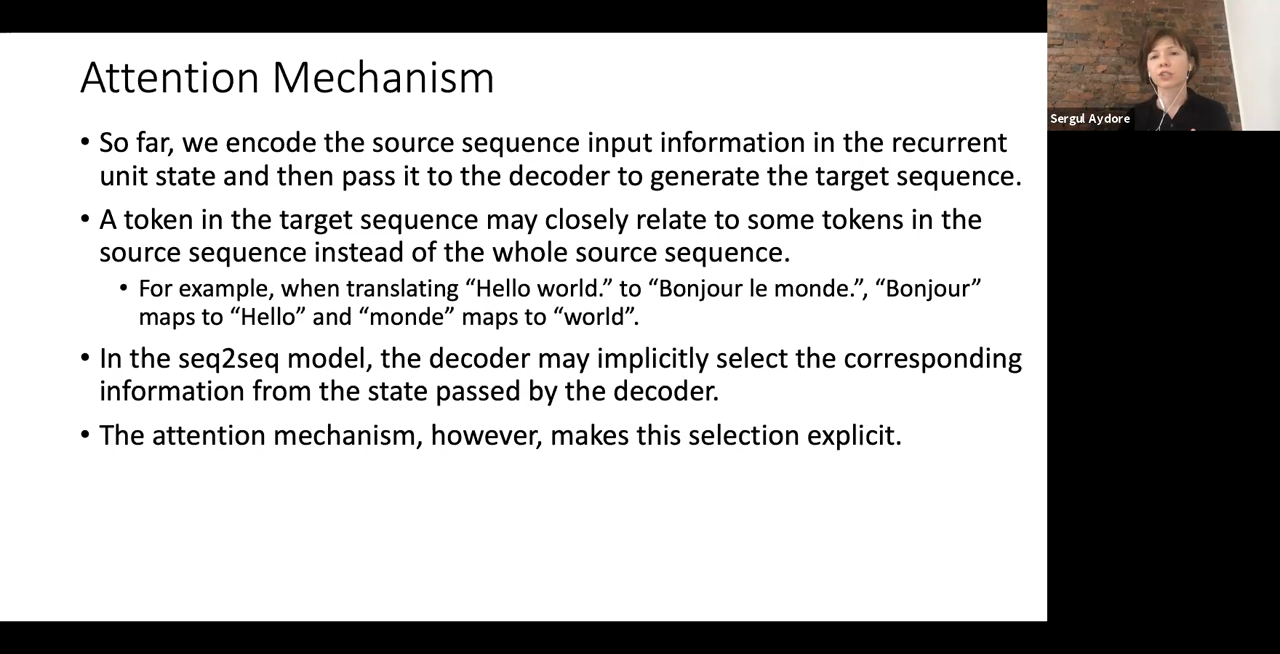 Attention Mechanism
• So far, we encode the source sequence input information in the recurrent
unit state and then pass it to the decoder to generate the target sequence.
• A token in the target sequence may closely relate to some tokens in the
source sequence instead of the whole source sequence.
• For example, when translating “Hello world.” to “Bonjour le monde.”, “Bonjour”
maps to “Hello” and “monde” maps to “world”.
• In the seq2seq model, the decoder may implicitly select the corresponding
information from the state passed by the decoder.
• The attention mechanism, however, makes this selection explicit.
Sergul Aydore